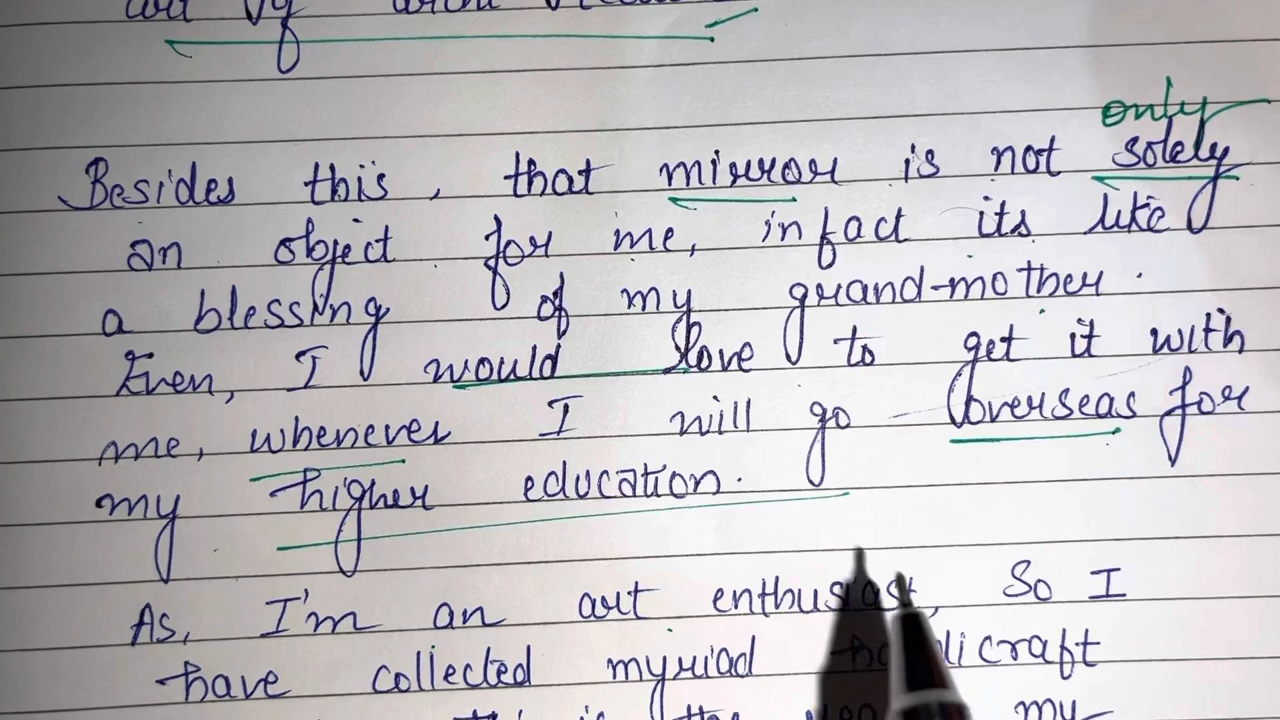 only
Besides this, that mirror is not solely
an object for me, infact its like
a blessing of my grand-mother.
Even, I would love to get it with
me, whenever I will go overseas for
my higher education.
As, I'm an art enthusiast, So I
have collected myriad handicraft
my